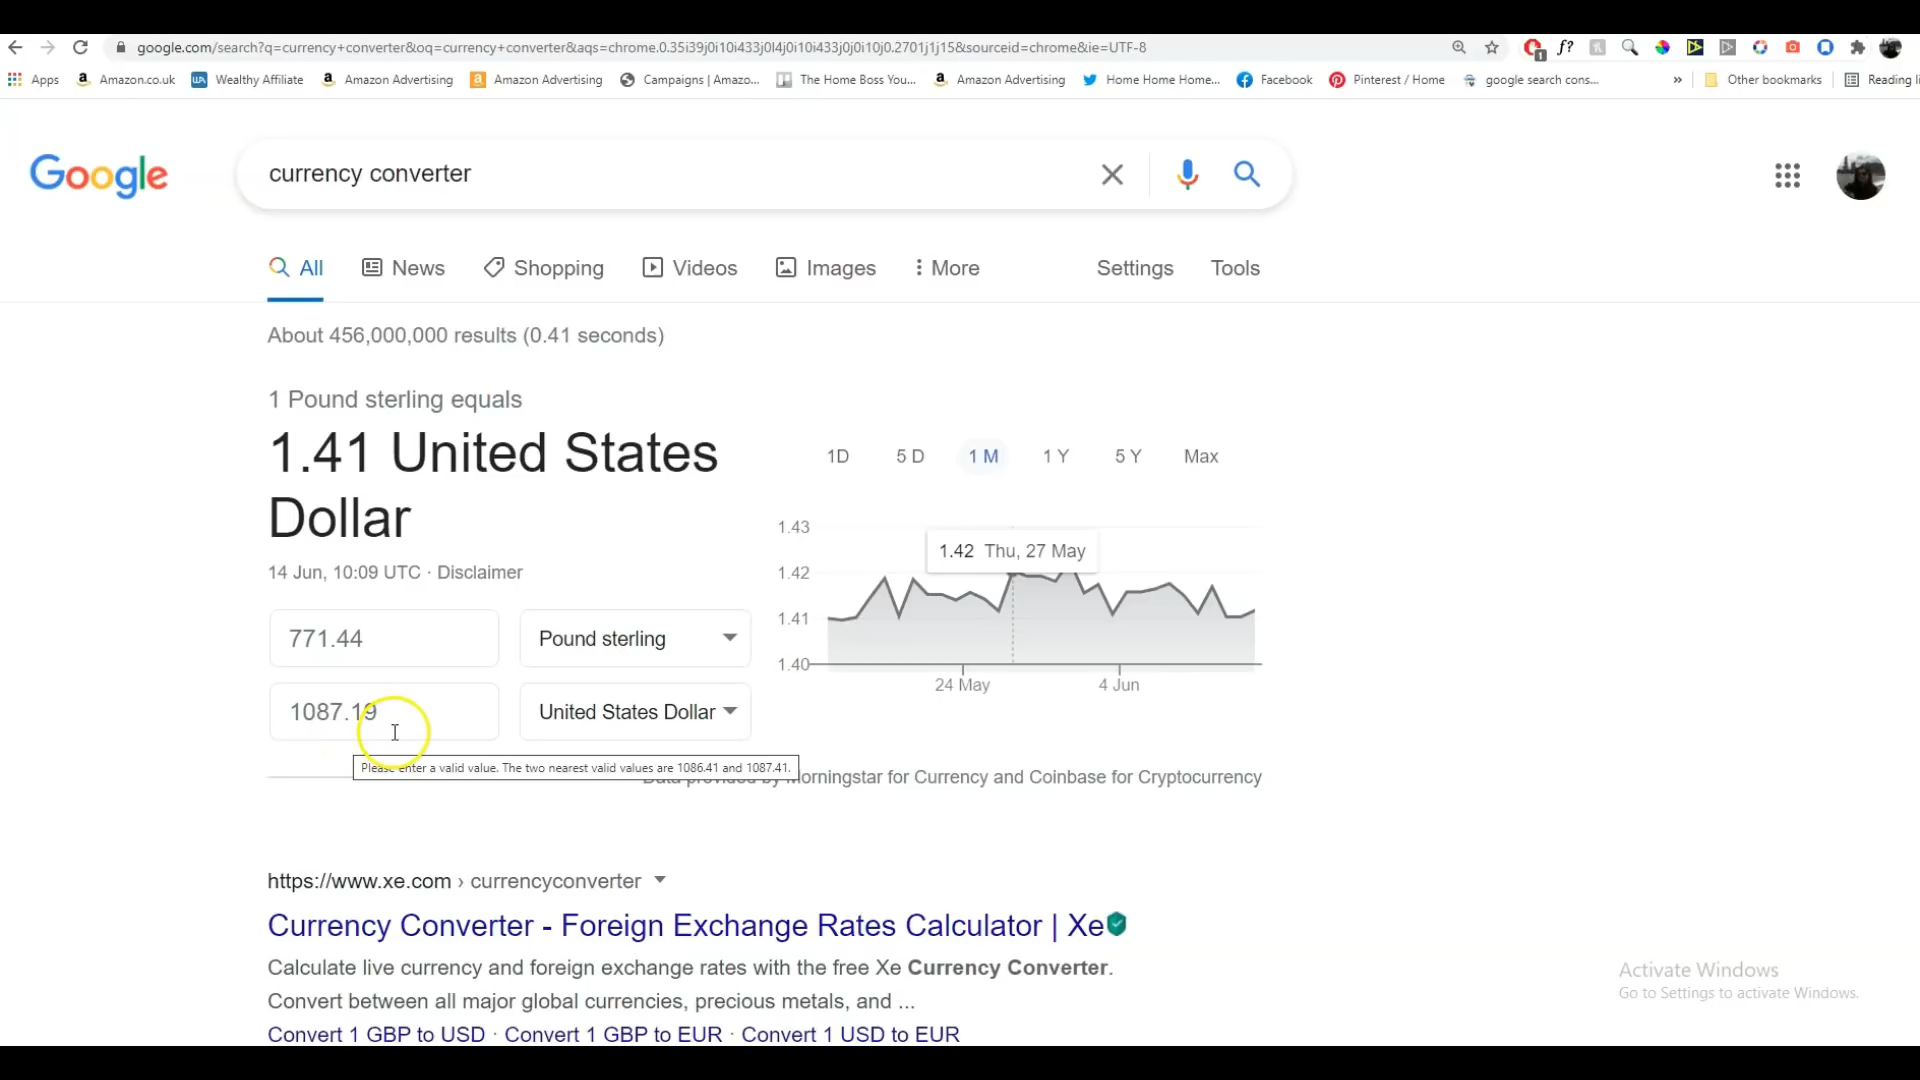 google.com/search?q=currency+converter&oq=currency+converter&aqs=chrome.0.35i39j0i10i433j0l4j0i10i433j0j0i10j0.2701j1j15&sourceid=chrome&ie=UTF-8
Apps Amazon.co.uk Wealthy Affiliate Amazon Advertising Amazon Advertising Campaigns | Amazo... The Home Boss You... Amazon Advertising Home Home Home... Facebook Pinterest / Home google search cons... » Other bookmarks Reading li
Google currency converter
All News Shopping Videos Images More Settings Tools
About 456,000,000 results (0.41 seconds)
1 Pound sterling equals
1.41 United States
Dollar
14 Jun, 10:09 UTC · Disclaimer
771.44 Pound sterling
1087.19 United States Dollar
1D 5 D 1 M 1 Y 5 Y Max
1.43
1.42 Thu, 27 May
1.42
1.41
1.40
24 May 4 Jun
Please enter a valid value. The two nearest valid values are 1086.41 and 1087.41.
Data provided by Morningstar for Currency and Coinbase for Cryptocurrency
https://www.xe.com › currencyconverter
Currency Converter - Foreign Exchange Rates Calculator | Xe
Calculate live currency and foreign exchange rates with the free Xe Currency Converter.
Convert between all major global currencies, precious metals, and ...
Convert 1 GBP to USD · Convert 1 GBP to EUR · Convert 1 USD to EUR
Activate Windows
Go to Settings to activate Windows.